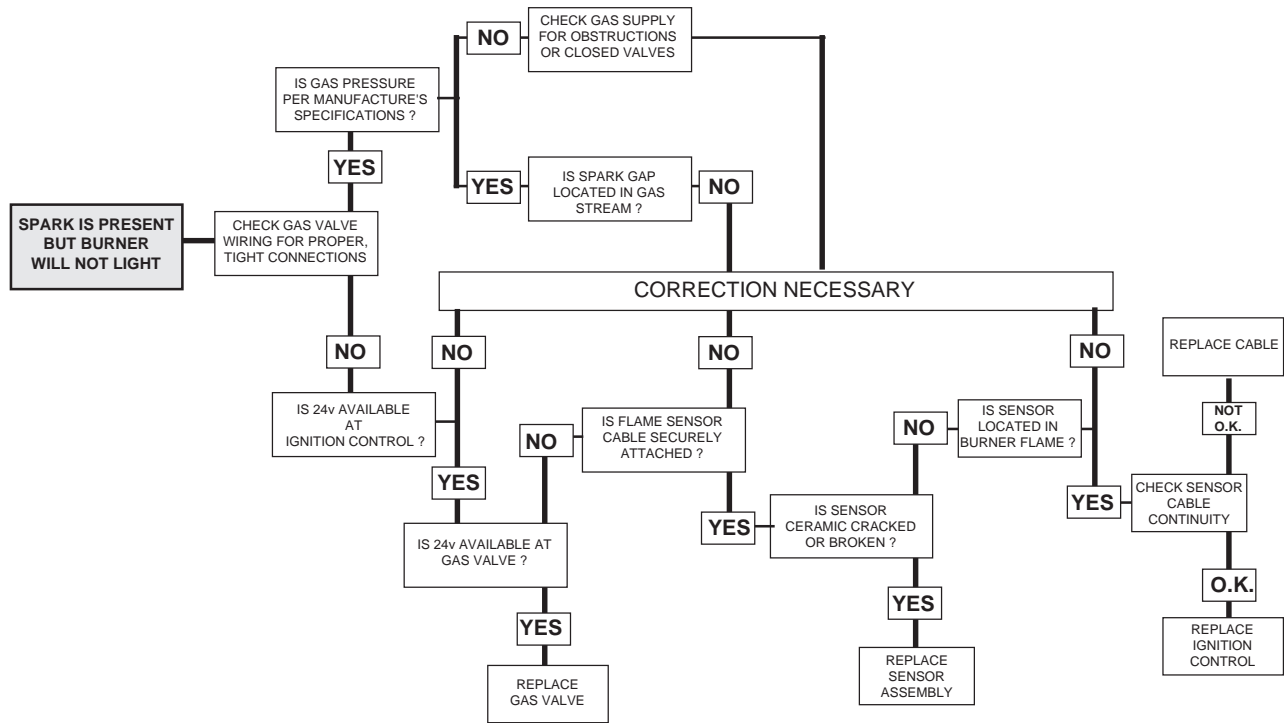 NO
CHECK GAS SUPPLY
FOR OBSTRUCTIONS
OR CLOSED VALVES
IS GAS PRESSURE
PER MANUFACTURE'S
SPECIFICATIONS ?
YES
YES
IS SPARK GAP
LOCATED IN GAS
STREAM ?
NO
SPARK IS PRESENT
BUT BURNER
WILL NOT LIGHT
CHECK GAS VALVE
WIRING FOR PROPER,
TIGHT CONNECTIONS
CORRECTION NECESSARY
NO
NO
NO
NO
REPLACE CABLE
IS 24v AVAILABLE
AT
IGNITION CONTROL ?
NO
IS FLAME SENSOR
CABLE SECURELY
ATTACHED ?
NO
IS SENSOR
LOCATED IN
BURNER FLAME ?
NOT
O.K.
YES
YES
IS SENSOR
CERAMIC CRACKED
OR BROKEN ?
YES
CHECK SENSOR
CABLE
CONTINUITY
IS 24v AVAILABLE AT
GAS VALVE ?
YES
YES
O.K.
REPLACE
GAS VALVE
REPLACE
SENSOR
ASSEMBLY
REPLACE
IGNITION
CONTROL